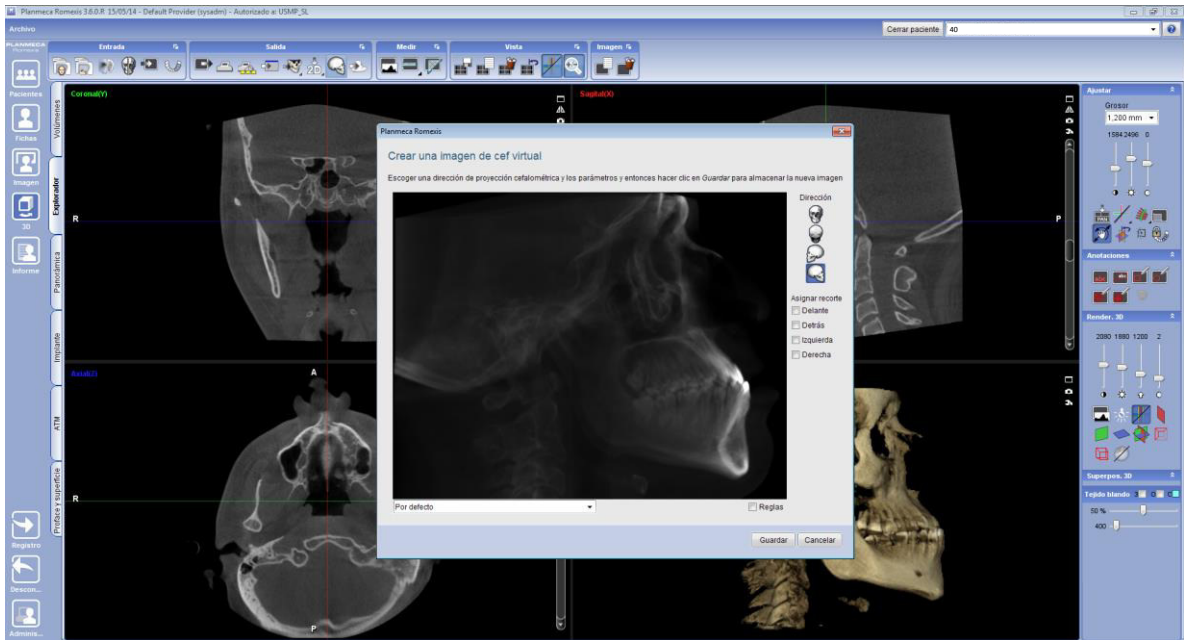 Planmeca Romexis 3.6.0.R 15/05/14 - Default Provider (sysadm) - Autorizado a: USMP_SL
Archivo
Cerrar paciente 40
PLANMECA
Romexis
Entrada
Salida
Medir
Vista
Imagen
Pacientes
Fichas
Imagen
3D
Informe
Registro
Descon...
Adminis...
Volúmenes
Explorador
Panorámica
Implante
ATM
Proface y superficie
Coronal(Y)
R
Sagital(X)
P
Axial(Z)
A
R
P
Planmeca Romexis
Crear una imagen de cef virtual
Escoger una dirección de proyección cefalométrica y los parámetros y entonces hacer clic en Guardar para almacenar la nueva imagen
Dirección
Asignar recorte
Delante
Detrás
Izquierda
Derecha
Por defecto
Reglas
Guardar
Cancelar
Ajustar
Grosor
1,200 mm
1584 2496 0
Anotaciones
Render. 3D
2080 1880 1200 2
Superpos. 3D
Tejido blando
50 %
400